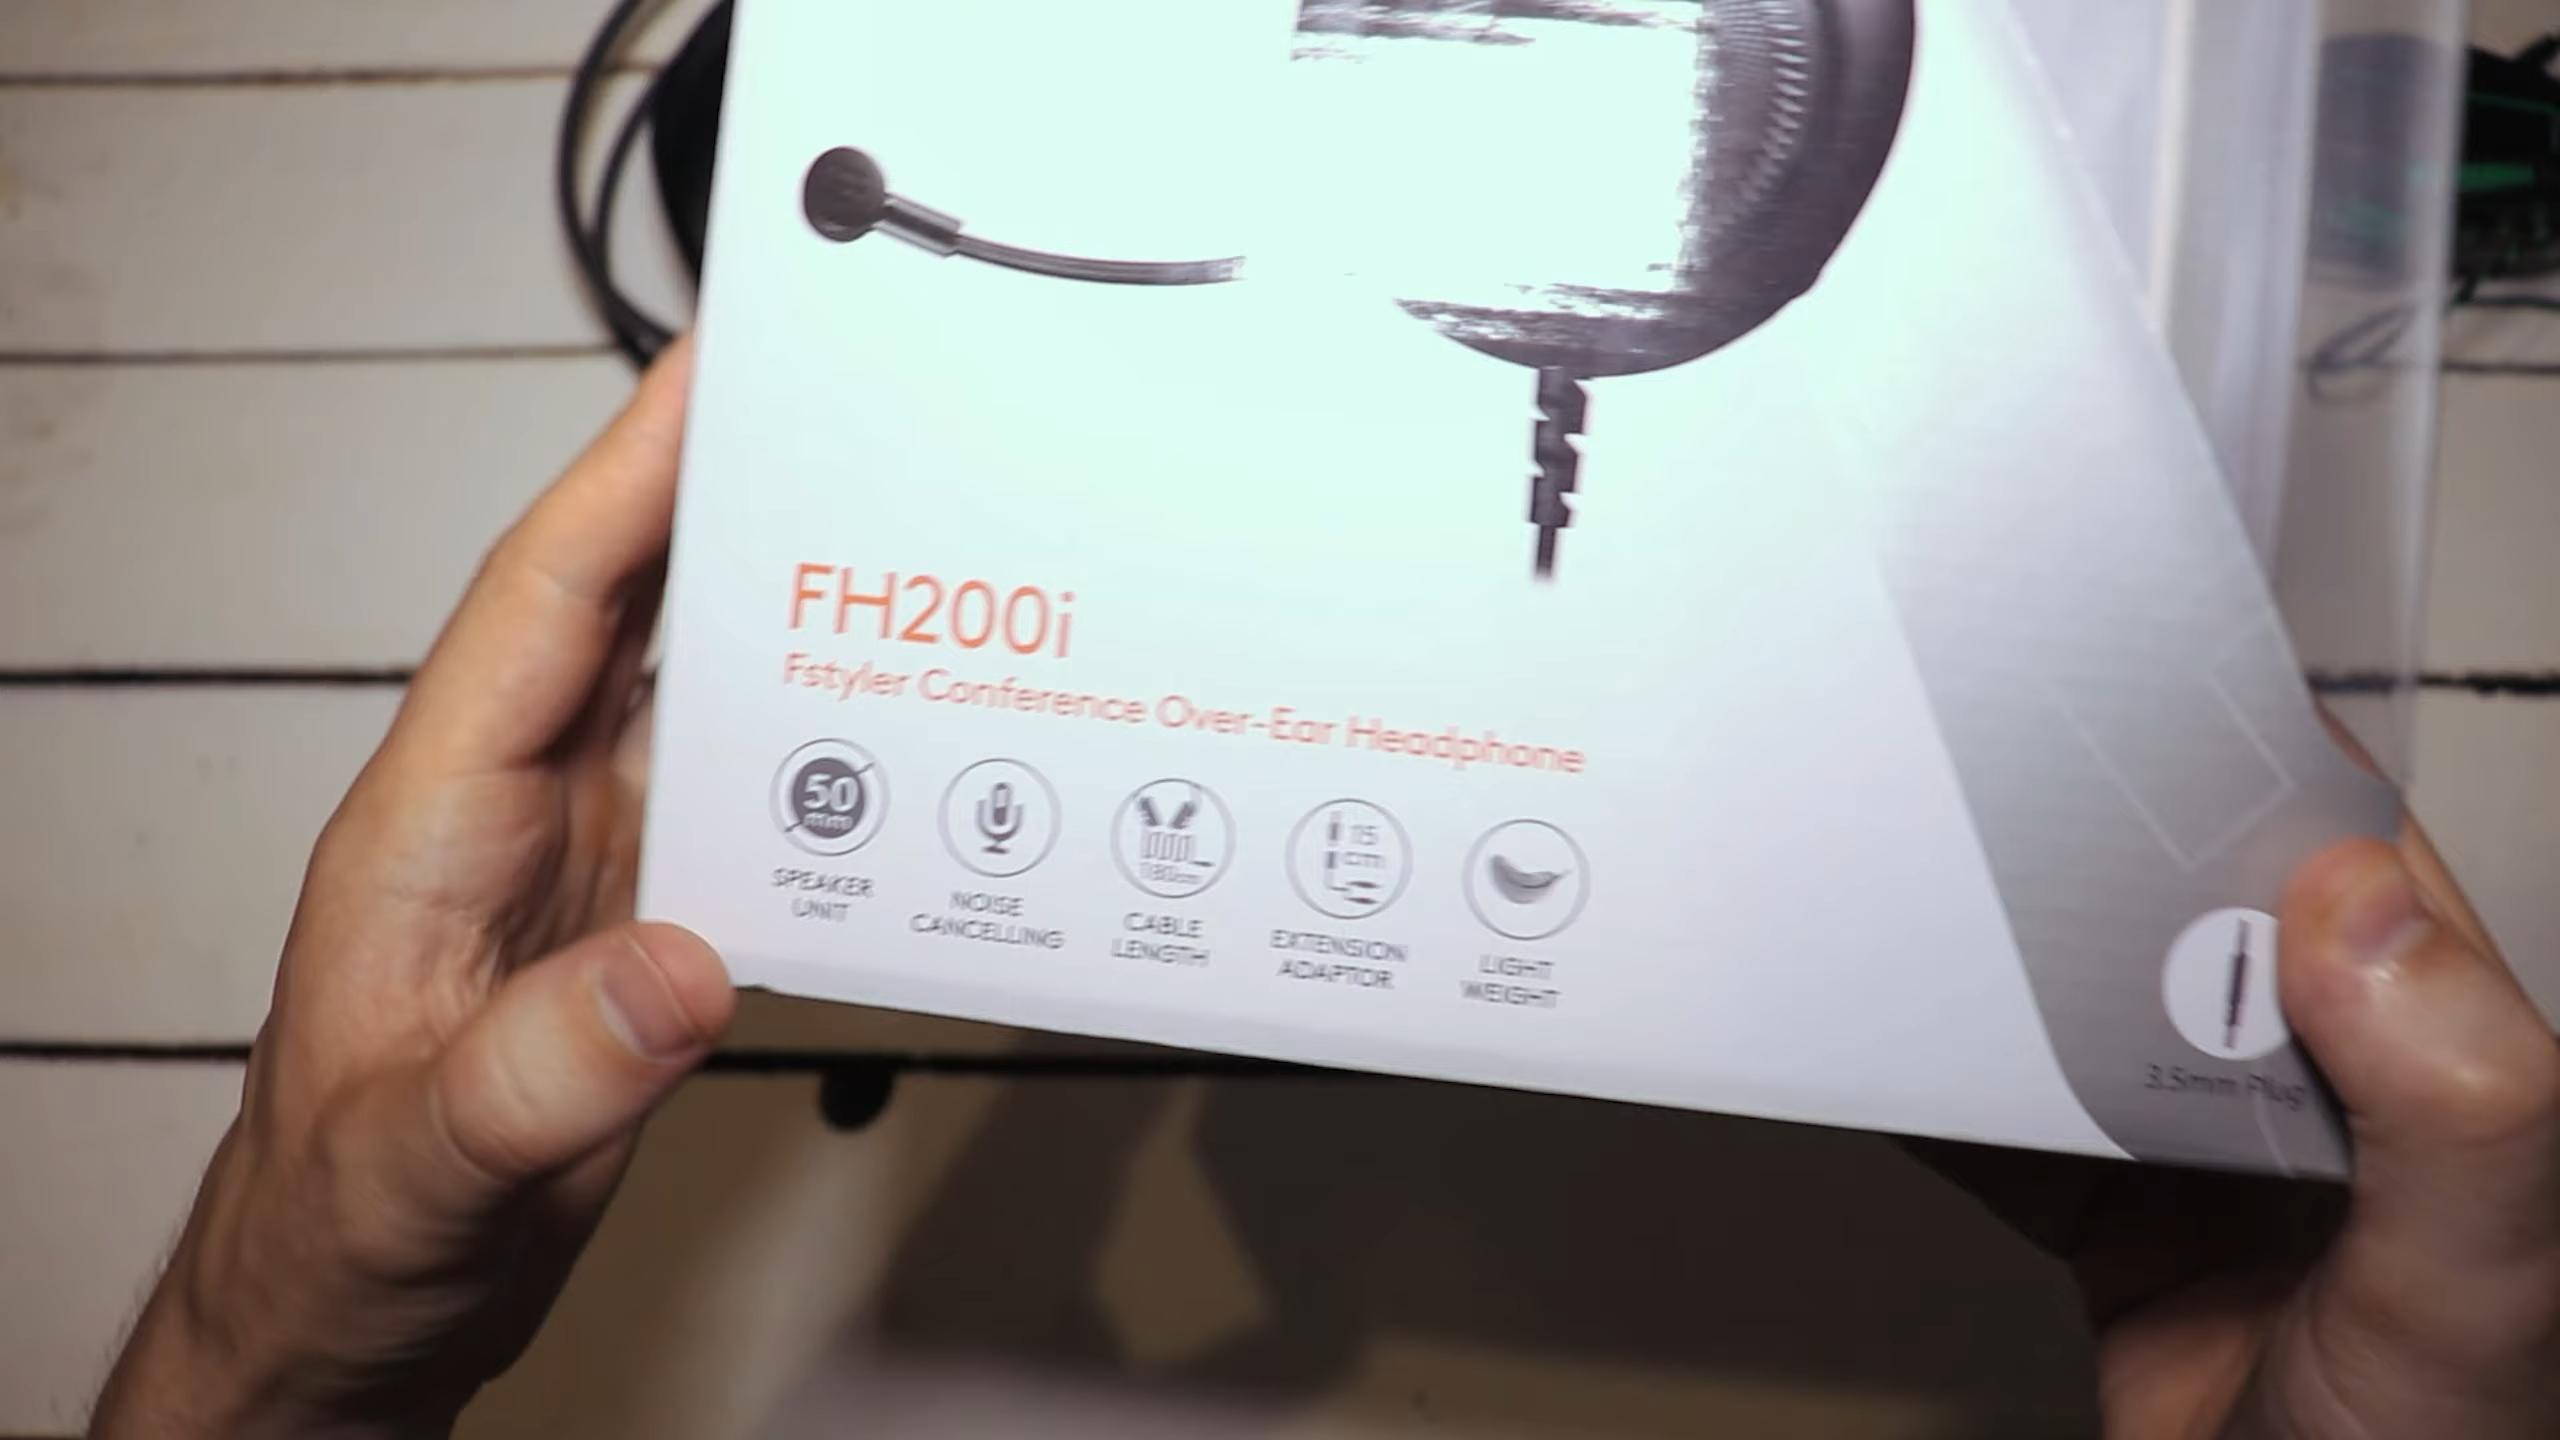 FH200i
Fstyler Conference Over-Ear Headphone
50
mm
SPEAKER
UNIT
NOISE
CANCELLING
180cm
CABLE
LENGTH
15
cm
EXTENSION
ADAPTOR
LIGHT
WEIGHT
3.5mm Plug